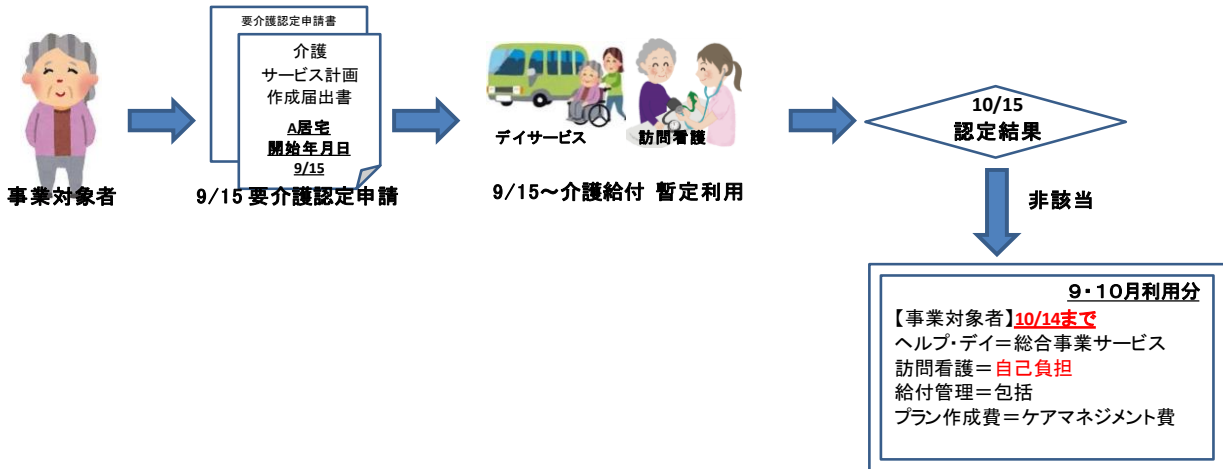 要介護認定申請書
介護
サービス計画
作成届出書
A居宅
開始年月日
9/15
デイサービス
訪問看護
10/15
認定結果
事業対象者
9/15 要介護認定申請
9/15～介護給付 暫定利用
非該当
9・10月利用分
【事業対象者】10/14まで
ヘルプ・デイ＝総合事業サービス
訪問看護＝自己負担
給付管理＝包括
プラン作成費＝ケアマネジメント費